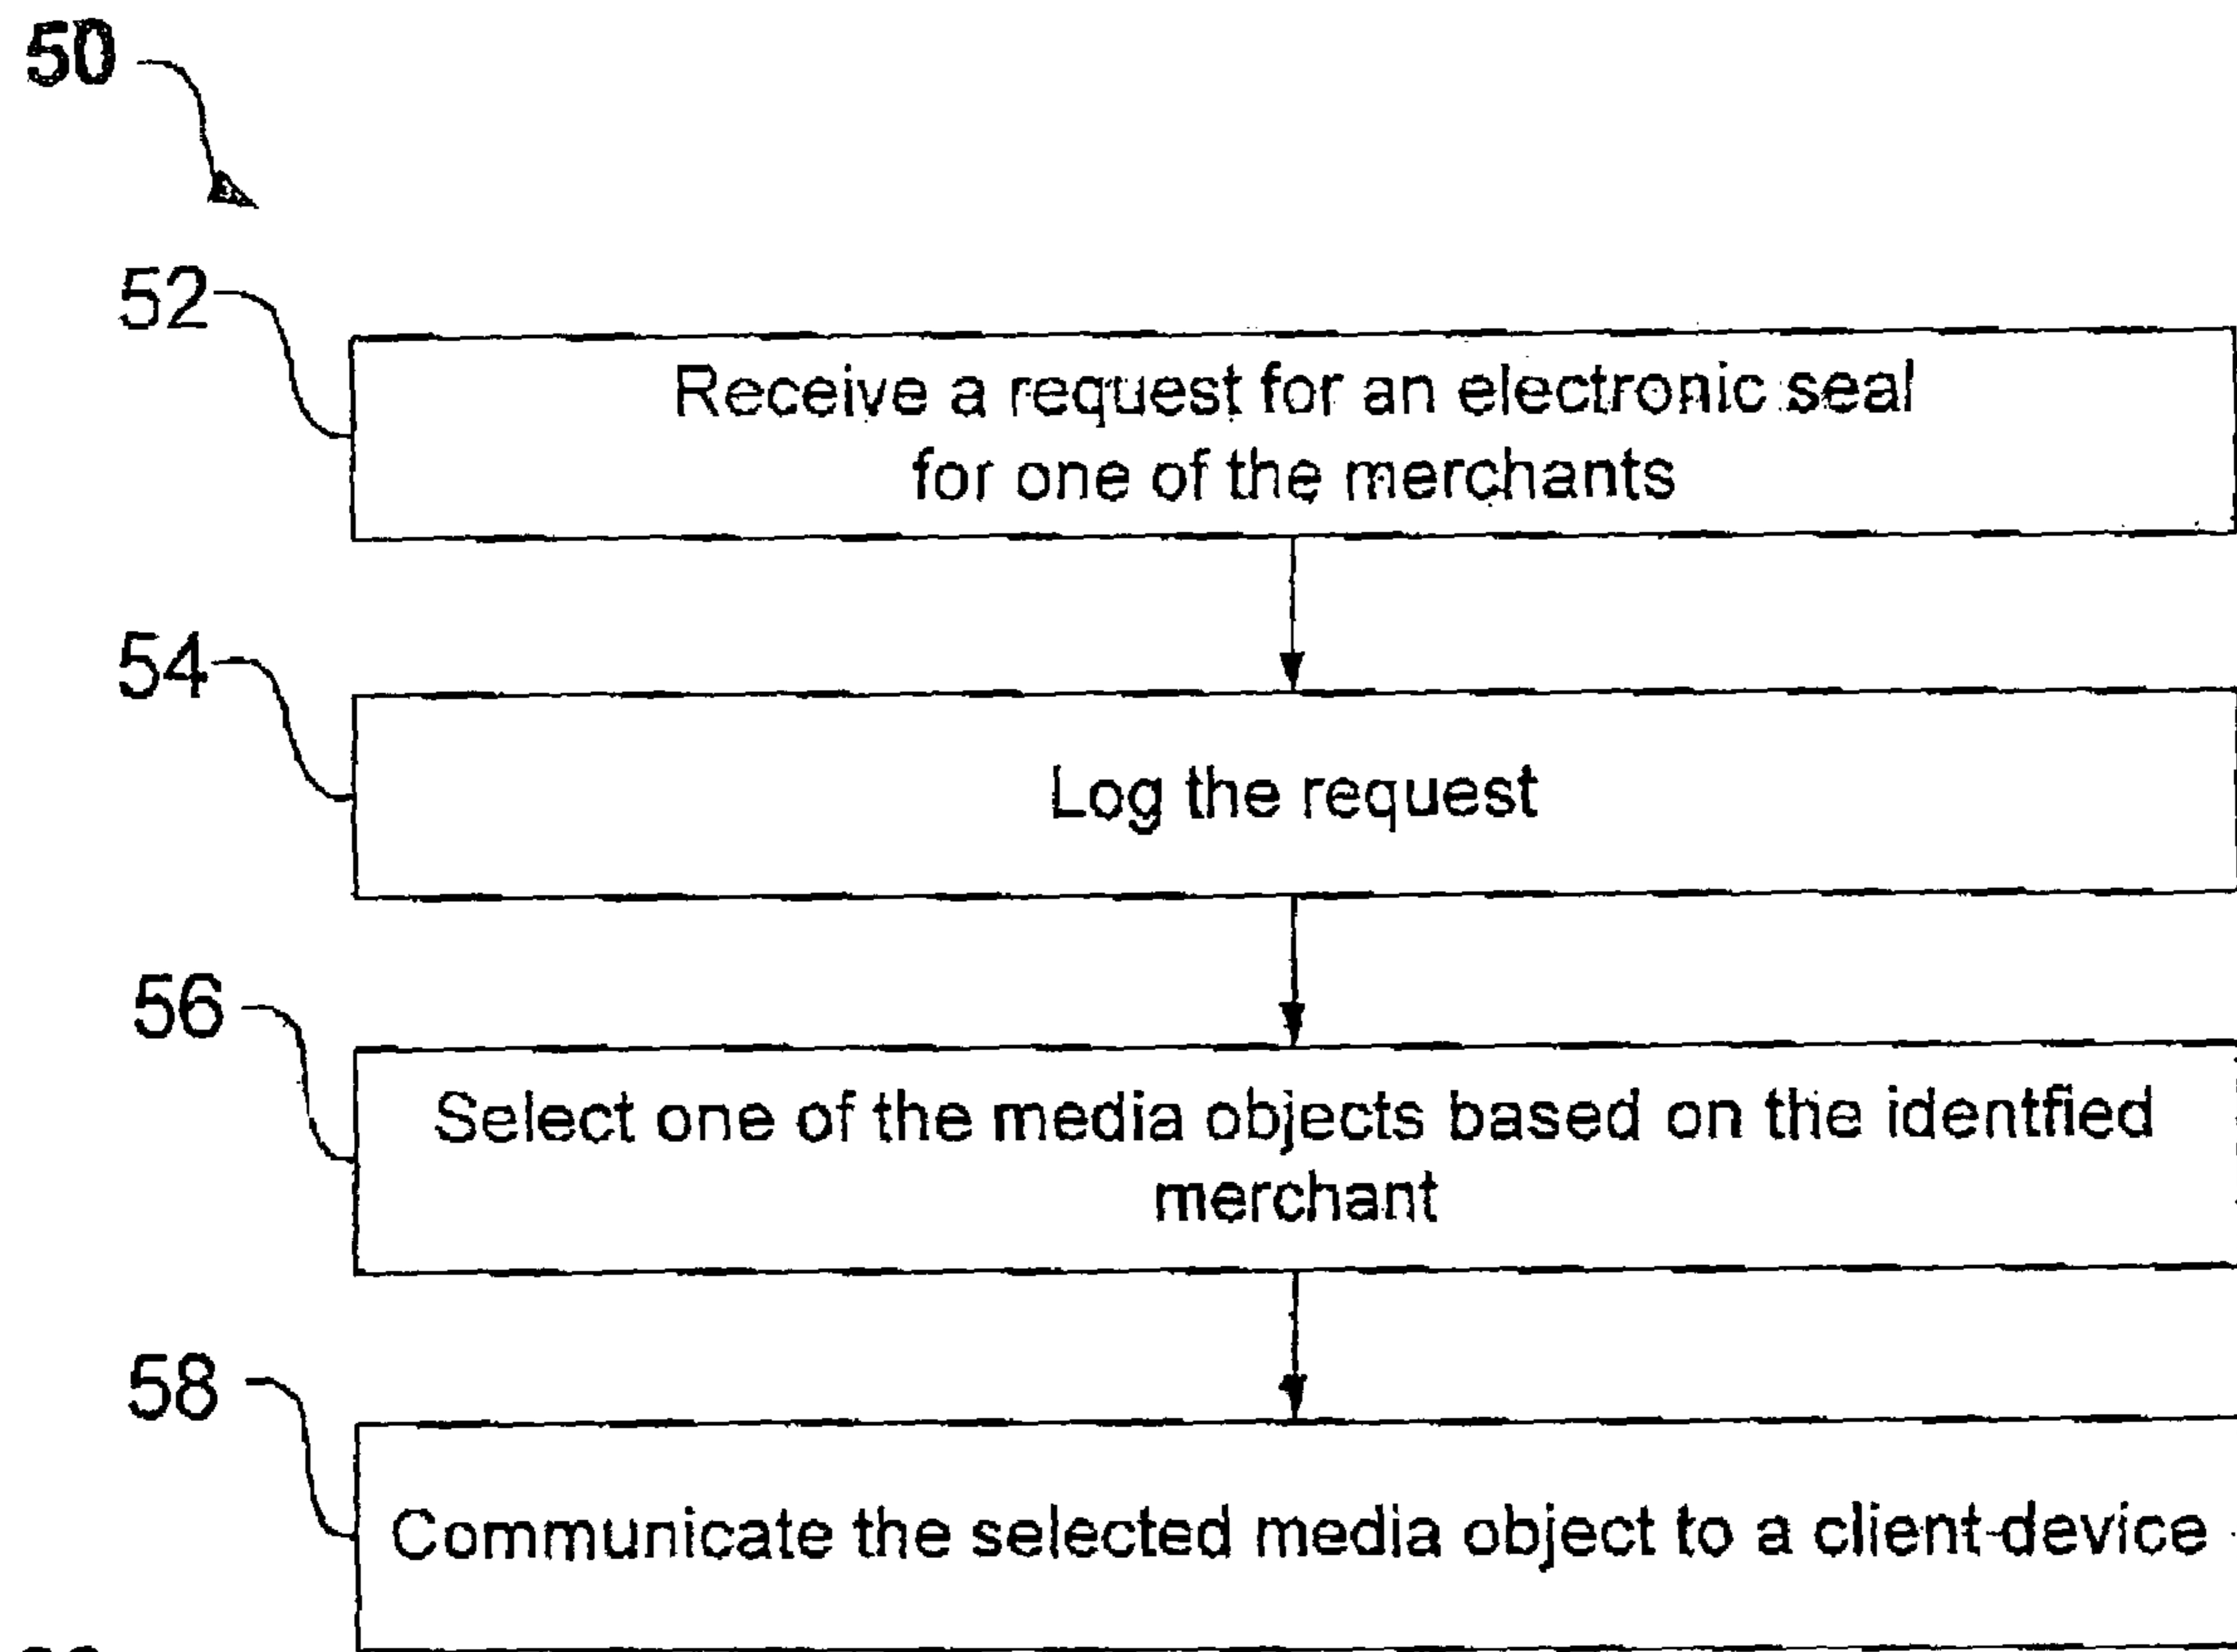 50
52
Receive a request for an electronic seal
for one of the merchants
54
Log the request
56
Select one of the media objects based on the identfied
merchant
58
Communicate the selected media object to a client-device